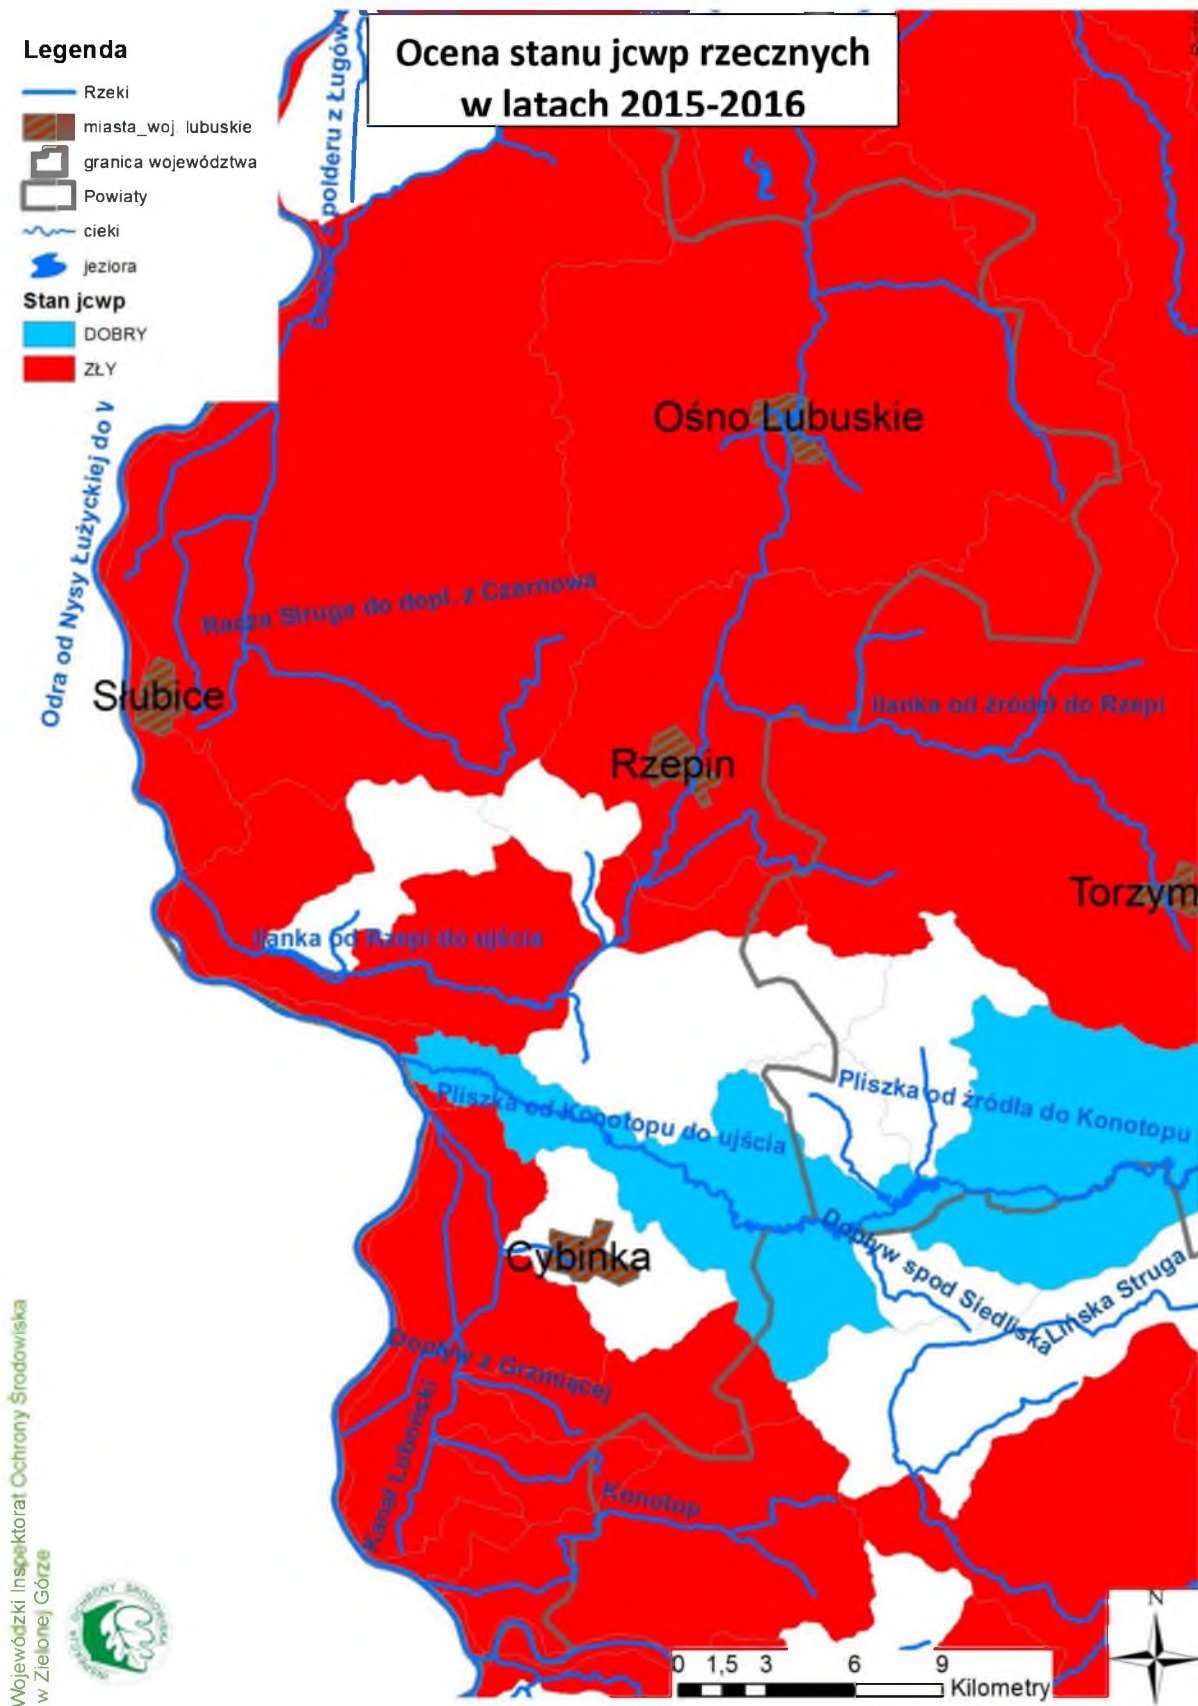 Ocena stanu jcwp rzecznych
w latach 2015-2016
Legenda
Rzeki
miasta_woj. lubuskie
granica województwa
Powiaty
cieki
jeziora
Stan jcwp
DOBRY
ZŁY
z polderu z Ługów
Odra od Nysy Łużyckiej do
Ośno Lubuskie
Racza Struga do dopł. z Czarnowa
Słubice
Ilanka od źródeł do Rzepi
Rzepin
Torzym
Ilanka od Rzepi do ujścia
Pliszka od źródła do Konotopu
Pliszka od Konotopu do ujścia
Dopływ spod Siedliska
Lińska Struga
Cybinka
Dopływ z Grzmiącej
Kanał Luboński
Konotop
Wojewódzki Inspektorat Ochrony Środowiska
w Zielonej Górze
INSPEKCJA OCHRONY ŚRODOWISKA
N
0 1,5 3 6 9
Kilometry